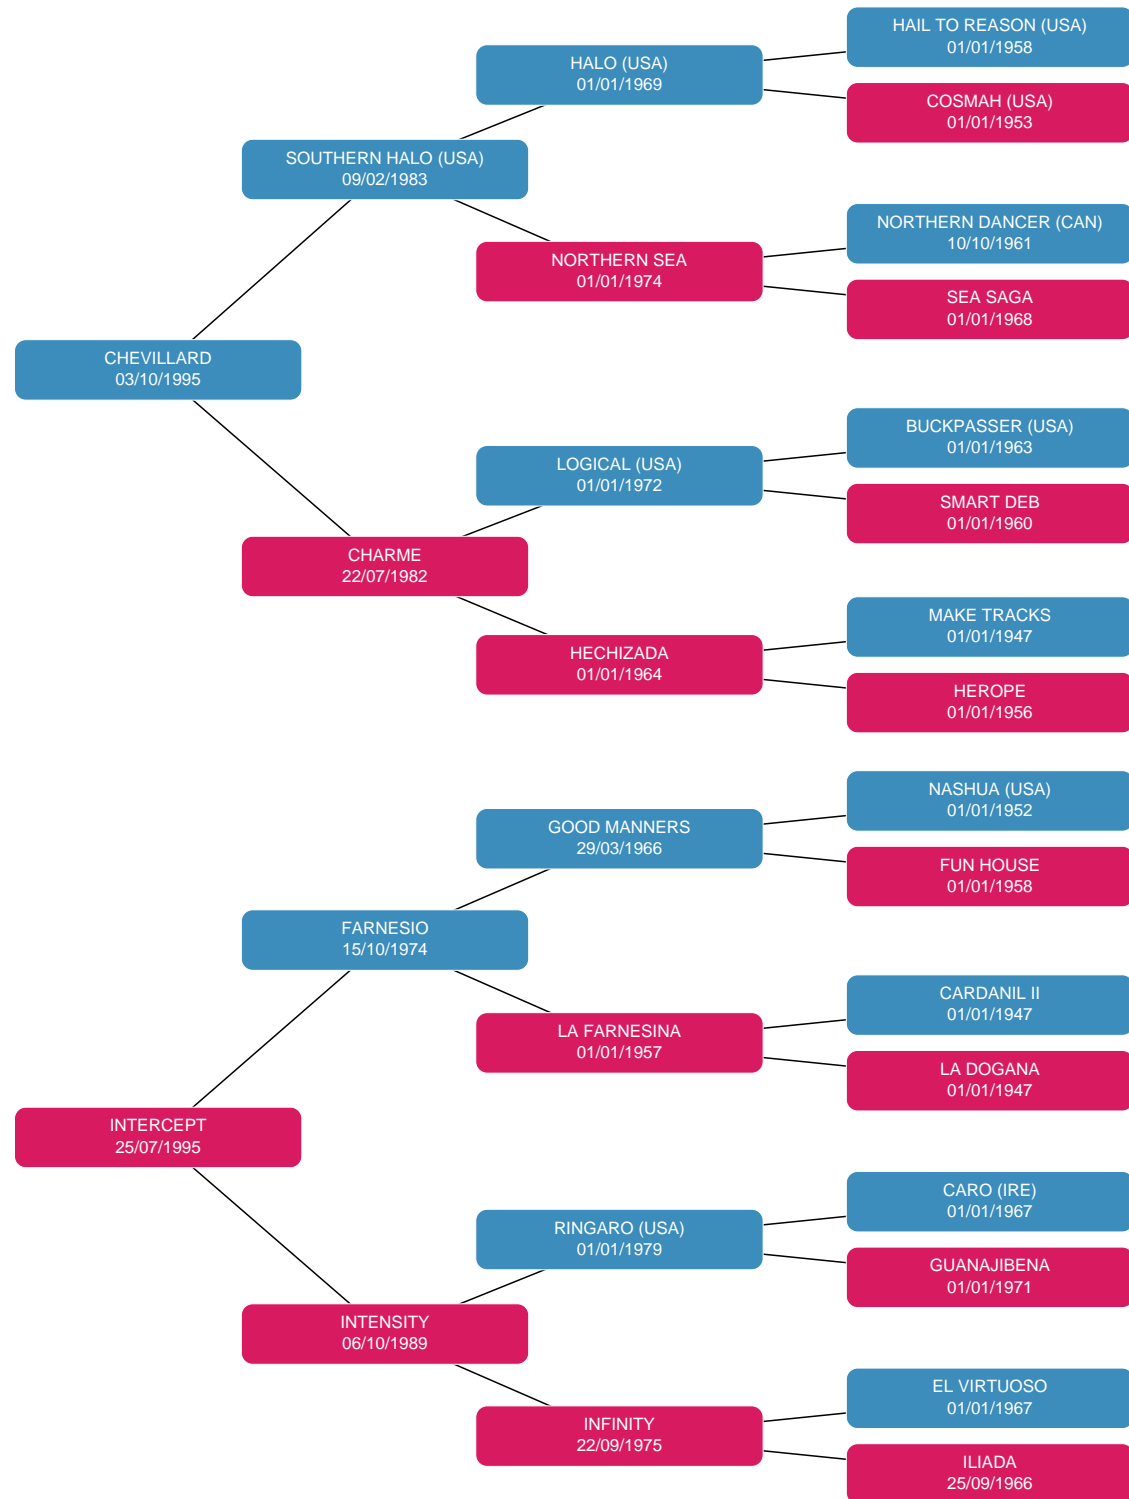 HAIL TO REASON (USA)
01/01/1958
HALO (USA)
01/01/1969
COSMAH (USA)
01/01/1953
SOUTHERN HALO (USA)
09/02/1983
NORTHERN DANCER (CAN)
10/10/1961
NORTHERN SEA
01/01/1974
SEA SAGA
01/01/1968
CHEVILLARD
03/10/1995
BUCKPASSER (USA)
01/01/1963
LOGICAL (USA)
01/01/1972
SMART DEB
01/01/1960
CHARME
22/07/1982
MAKE TRACKS
01/01/1947
HECHIZADA
01/01/1964
HEROPE
01/01/1956
NASHUA (USA)
01/01/1952
GOOD MANNERS
29/03/1966
FUN HOUSE
01/01/1958
FARNESIO
15/10/1974
CARDANIL II
01/01/1947
LA FARNESINA
01/01/1957
LA DOGANA
01/01/1947
INTERCEPT
25/07/1995
CARO (IRE)
01/01/1967
RINGARO (USA)
01/01/1979
GUANAJIBENA
01/01/1971
INTENSITY
06/10/1989
EL VIRTUOSO
01/01/1967
INFINITY
22/09/1975
ILIADA
25/09/1966